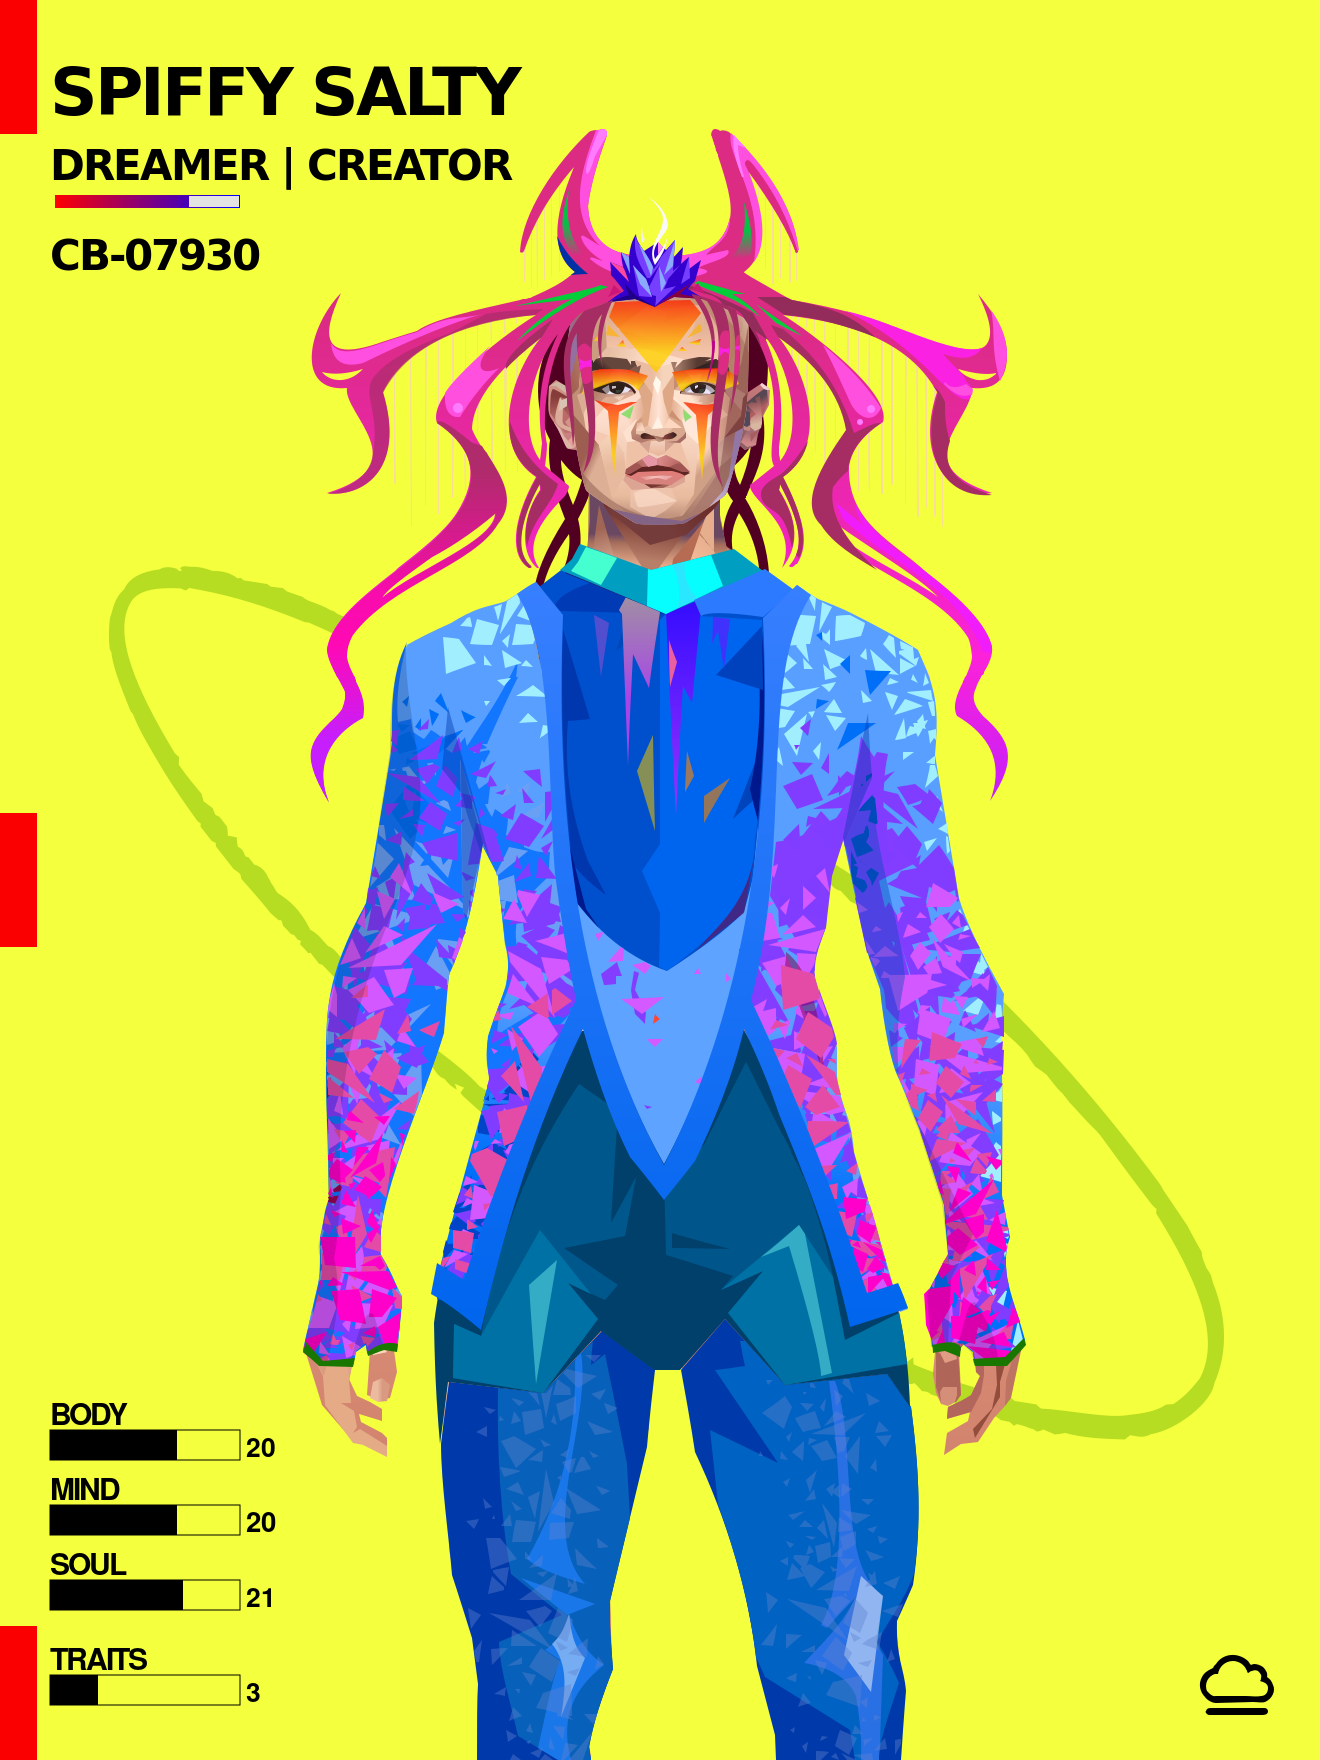 SPIFFY SALTY
DREAMER | CREATOR
CB-07930
BODY
20
MIND
20
SOUL
21
TRAITS
3